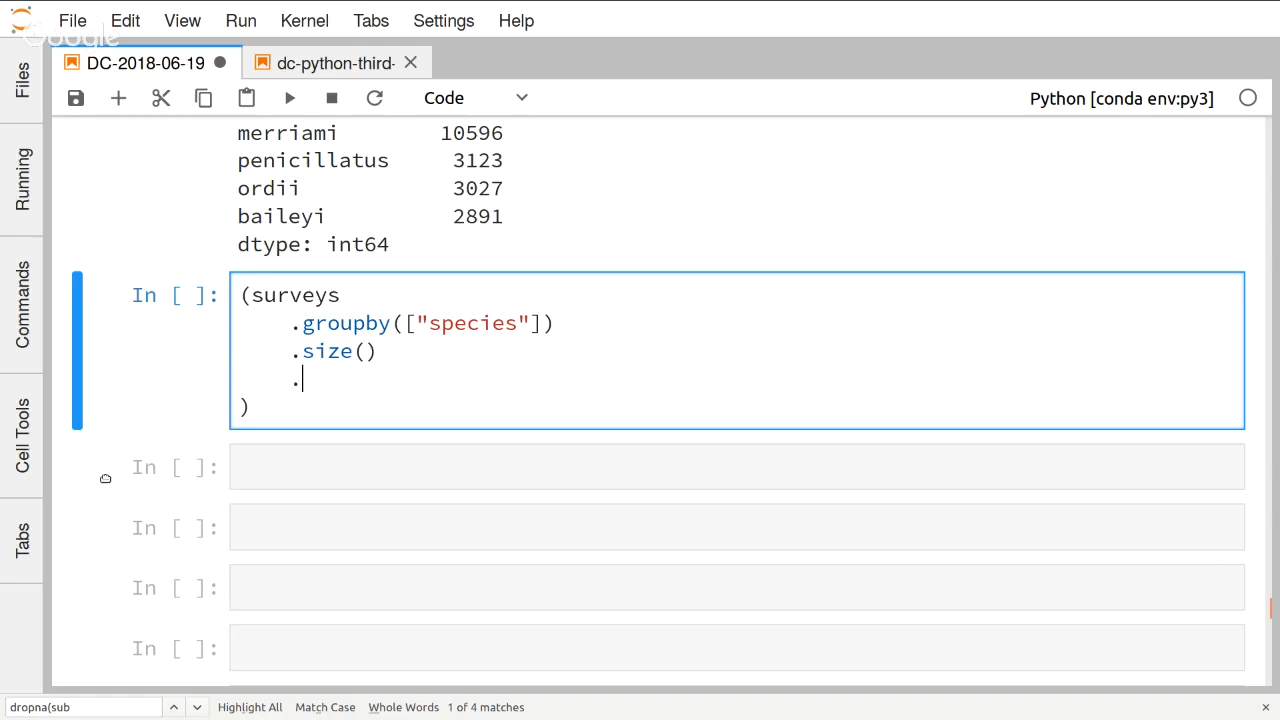 File Edit View Run Kernel Tabs Settings Help
Google
DC-2018-06-19 dc-python-third-
Code Python [conda env:py3]
Files
Running
Commands
Cell Tools
Tabs
merriami 10596
penicillatus 3123
ordii 3027
baileyi 2891
dtype: int64
In [ ]: (surveys
.groupby(["species"])
.size()
.
)
In [ ]:
In [ ]:
In [ ]:
In [ ]:
dropna(sub Highlight All Match Case Whole Words 1 of 4 matches